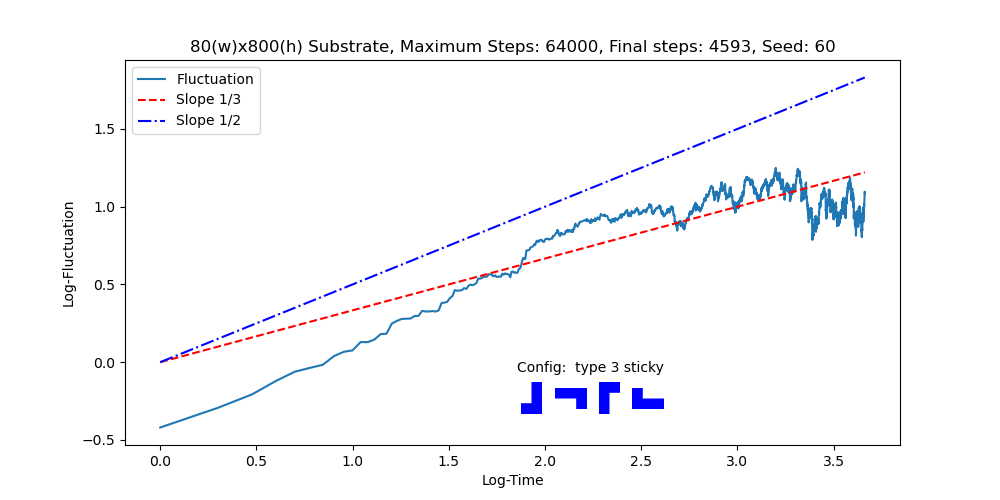 80(w)x800(h) Substrate, Maximum Steps: 64000, Final steps: 4593, Seed: 60
Fluctuation
Slope 1/3
Slope 1/2
Log-Fluctuation
1.5
1.0
0.5
0.0
−0.5
Config:  type 3 sticky
0.0 0.5 1.0 1.5 2.0 2.5 3.0 3.5
Log-Time